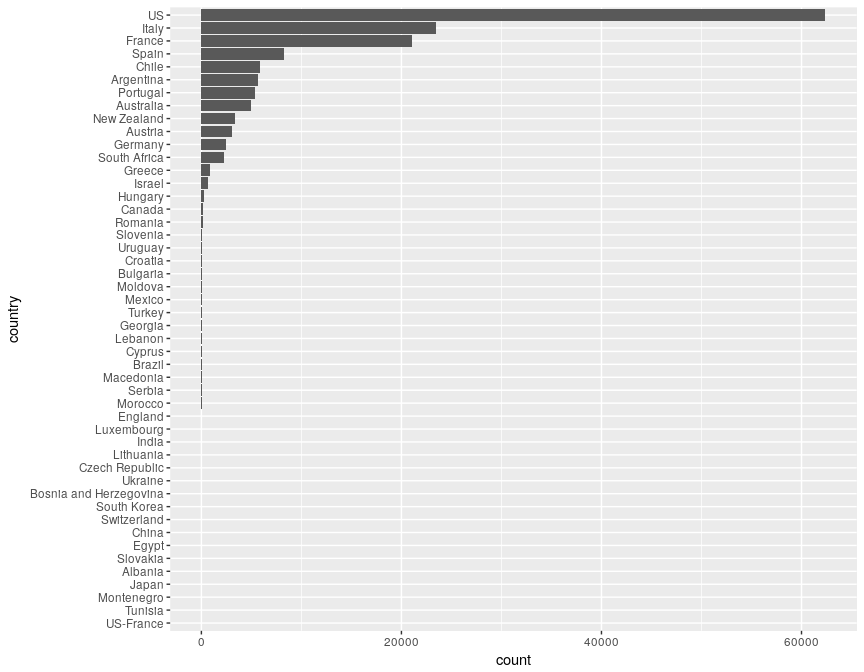 US
Italy
France
Spain
Chile
Argentina
Portugal
Australia
New Zealand
Austria
Germany
South Africa
Greece
Israel
Hungary
Canada
Romania
Slovenia
Uruguay
Croatia
Bulgaria
Moldova
Mexico
Turkey
Georgia
Lebanon
Cyprus
Brazil
Macedonia
Serbia
Morocco
England
Luxembourg
India
Lithuania
Czech Republic
Ukraine
Bosnia and Herzegovina
South Korea
Switzerland
China
Egypt
Slovakia
Albania
Japan
Montenegro
Tunisia
US-France
country
0 20000 40000 60000
count